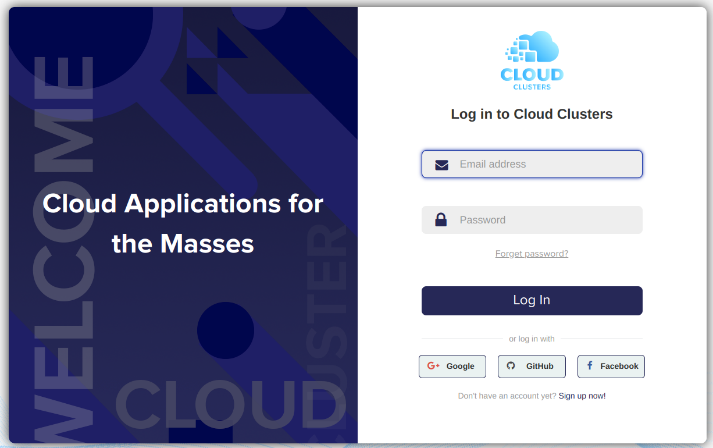 WELCOME
Cloud Applications for
the Masses
CLUSTER
CLOUD
CLOUD
CLUSTERS
Log in to Cloud Clusters
Email address
Password
Forget password?
Log In
or log in with
G+ Google
GitHub
f Facebook
Don't have an account yet? Sign up now!